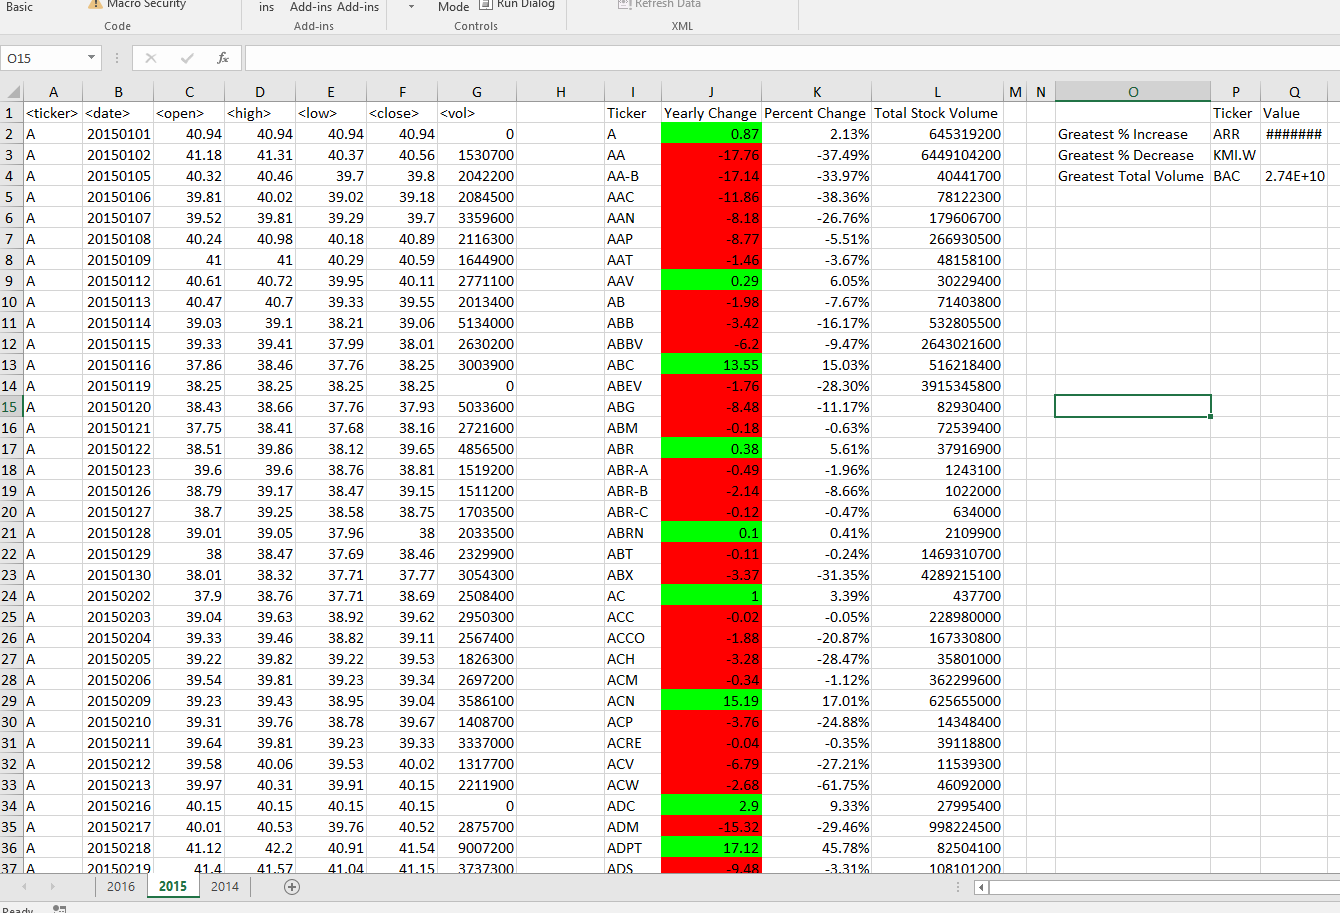 Basic Macro Security ins Add-ins Add-ins Mode Run Dialog Refresh Data
Code Add-ins Controls XML
O15 fx
A B C D E F G H I J K L M N O P Q
1 <ticker> <date> <open> <high> <low> <close> <vol> Ticker Yearly Change Percent Change Total Stock Volume Ticker Value
2 A 20150101 40.94 40.94 40.94 40.94 0 A 0.87 2.13% 645319200 Greatest % Increase ARR #######
3 A 20150102 41.18 41.31 40.37 40.56 1530700 AA -17.76 -37.49% 6449104200 Greatest % Decrease KMI.W
4 A 20150105 40.32 40.46 39.7 39.8 2042200 AA-B -17.14 -33.97% 40441700 Greatest Total Volume BAC 2.74E+10
5 A 20150106 39.81 40.02 39.02 39.18 2084500 AAC -11.86 -38.36% 78122300
6 A 20150107 39.52 39.81 39.29 39.7 3359600 AAN -8.18 -26.76% 179606700
7 A 20150108 40.24 40.98 40.18 40.89 2116300 AAP -8.77 -5.51% 266930500
8 A 20150109 41 41 40.29 40.59 1644900 AAT -1.46 -3.67% 48158100
9 A 20150112 40.61 40.72 39.95 40.11 2771100 AAV 0.29 6.05% 30229400
10 A 20150113 40.47 40.7 39.33 39.55 2013400 AB -1.98 -7.67% 71403800
11 A 20150114 39.03 39.1 38.21 39.06 5134000 ABB -3.42 -16.17% 532805500
12 A 20150115 39.33 39.41 37.99 38.01 2630200 ABBV -6.2 -9.47% 2643021600
13 A 20150116 37.86 38.46 37.76 38.25 3003900 ABC 13.55 15.03% 516218400
14 A 20150119 38.25 38.25 38.25 38.25 0 ABEV -1.76 -28.30% 3915345800
15 A 20150120 38.43 38.66 37.76 37.93 5033600 ABG -8.48 -11.17% 82930400
16 A 20150121 37.75 38.41 37.68 38.16 2721600 ABM -0.18 -0.63% 72539400
17 A 20150122 38.51 39.86 38.12 39.65 4856500 ABR 0.38 5.61% 37916900
18 A 20150123 39.6 39.6 38.76 38.81 1519200 ABR-A -0.49 -1.96% 1243100
19 A 20150126 38.79 39.17 38.47 39.15 1511200 ABR-B -2.14 -8.66% 1022000
20 A 20150127 38.7 39.25 38.58 38.75 1703500 ABR-C -0.12 -0.47% 634000
21 A 20150128 39.01 39.05 37.96 38 2033500 ABRN 0.1 0.41% 2109900
22 A 20150129 38 38.47 37.69 38.46 2329900 ABT -0.11 -0.24% 1469310700
23 A 20150130 38.01 38.32 37.71 37.77 3054300 ABX -3.37 -31.35% 4289215100
24 A 20150202 37.9 38.76 37.71 38.69 2508400 AC 1 3.39% 437700
25 A 20150203 39.04 39.63 38.92 39.62 2950300 ACC -0.02 -0.05% 228980000
26 A 20150204 39.33 39.46 38.82 39.11 2567400 ACCO -1.88 -20.87% 167330800
27 A 20150205 39.22 39.82 39.22 39.53 1826300 ACH -3.28 -28.47% 35801000
28 A 20150206 39.54 39.81 39.23 39.34 2697200 ACM -0.34 -1.12% 362299600
29 A 20150209 39.23 39.43 38.95 39.04 3586100 ACN 15.19 17.01% 625655000
30 A 20150210 39.31 39.76 38.78 39.67 1408700 ACP -3.76 -24.88% 14348400
31 A 20150211 39.64 39.81 39.23 39.33 3337000 ACRE -0.04 -0.35% 39118800
32 A 20150212 39.58 40.06 39.53 40.02 1317700 ACV -6.79 -27.21% 11539300
33 A 20150213 39.97 40.31 39.91 40.15 2211900 ACW -2.68 -61.75% 46092000
34 A 20150216 40.15 40.15 40.15 40.15 0 ADC 2.9 9.33% 27995400
35 A 20150217 40.01 40.53 39.76 40.52 2875700 ADM -15.32 -29.46% 998224500
36 A 20150218 41.12 42.2 40.91 41.54 9007200 ADPT 17.12 45.78% 82504100
37 A 20150219 41.4 41.57 41.04 41.15 3737300 ADS -9.48 -3.31% 108101200
2016 2015 2014
Ready